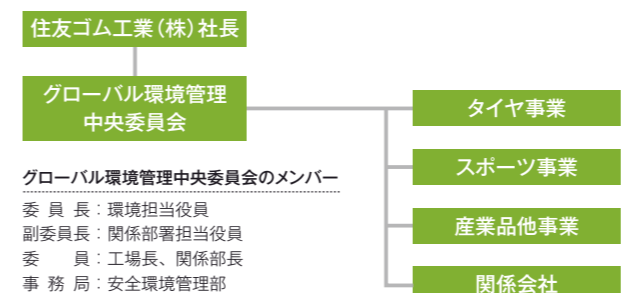 住友ゴム工業（株）社長
グローバル環境管理
中央委員会
タイヤ事業
スポーツ事業
産業品他事業
関係会社
グローバル環境管理中央委員会のメンバー
委員長：環境担当役員
副委員長：関係部署担当役員
委員：工場長、関係部長
事務局：安全環境管理部